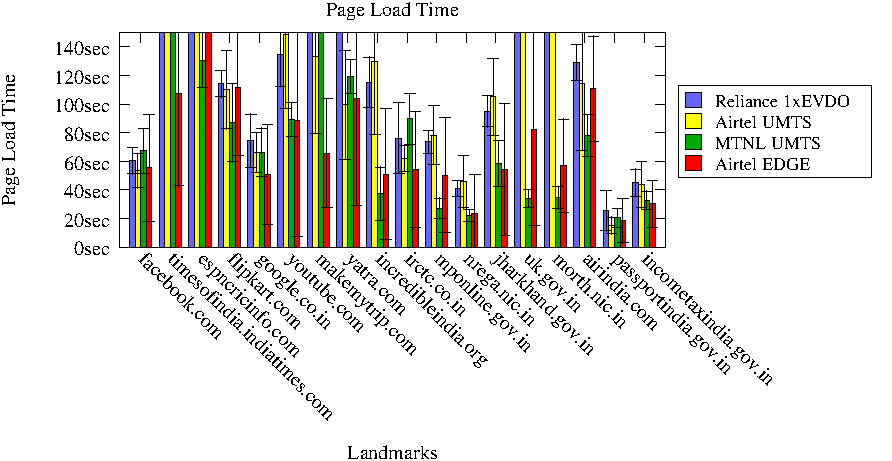 Page Load Time
Page Load Time
140sec
120sec
100sec
80sec
60sec
40sec
20sec
0sec
facebook.com
timesofindia.indiatimes.com
espncricinfo.com
flipkart.com
google.co.in
youtube.com
makemytrip.com
yatra.com
incredibleindia.org
irctc.co.in
mponline.gov.in
nrega.nic.in
jharkhand.gov.in
uk.gov.in
morth.nic.in
airindia.com
passportindia.gov.in
incometaxindia.gov.in
Landmarks
Reliance 1xEVDO
Airtel UMTS
MTNL UMTS
Airtel EDGE